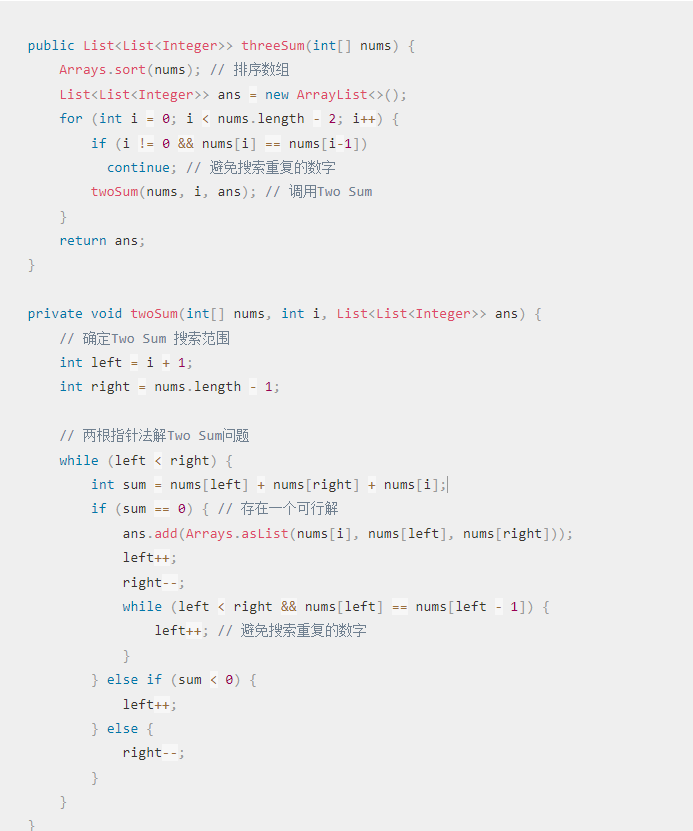 public List<List<Integer>> threeSum(int[] nums) {
    Arrays.sort(nums); // 排序数组
    List<List<Integer>> ans = new ArrayList<>();
    for (int i = 0; i < nums.length - 2; i++) {
        if (i != 0 && nums[i] == nums[i-1])
          continue; // 避免搜索重复的数字
        twoSum(nums, i, ans); // 调用Two Sum
    }
    return ans;
}

private void twoSum(int[] nums, int i, List<List<Integer>> ans) {
    // 确定Two Sum 搜索范围
    int left = i + 1;
    int right = nums.length - 1;

    // 两根指针法解Two Sum问题
    while (left < right) {
        int sum = nums[left] + nums[right] + nums[i];
        if (sum == 0) { // 存在一个可行解
            ans.add(Arrays.asList(nums[i], nums[left], nums[right]));
            left++;
            right--;
            while (left < right && nums[left] == nums[left - 1]) {
                left++; // 避免搜索重复的数字
            }
        } else if (sum < 0) {
            left++;
        } else {
            right--;
        }
    }
}